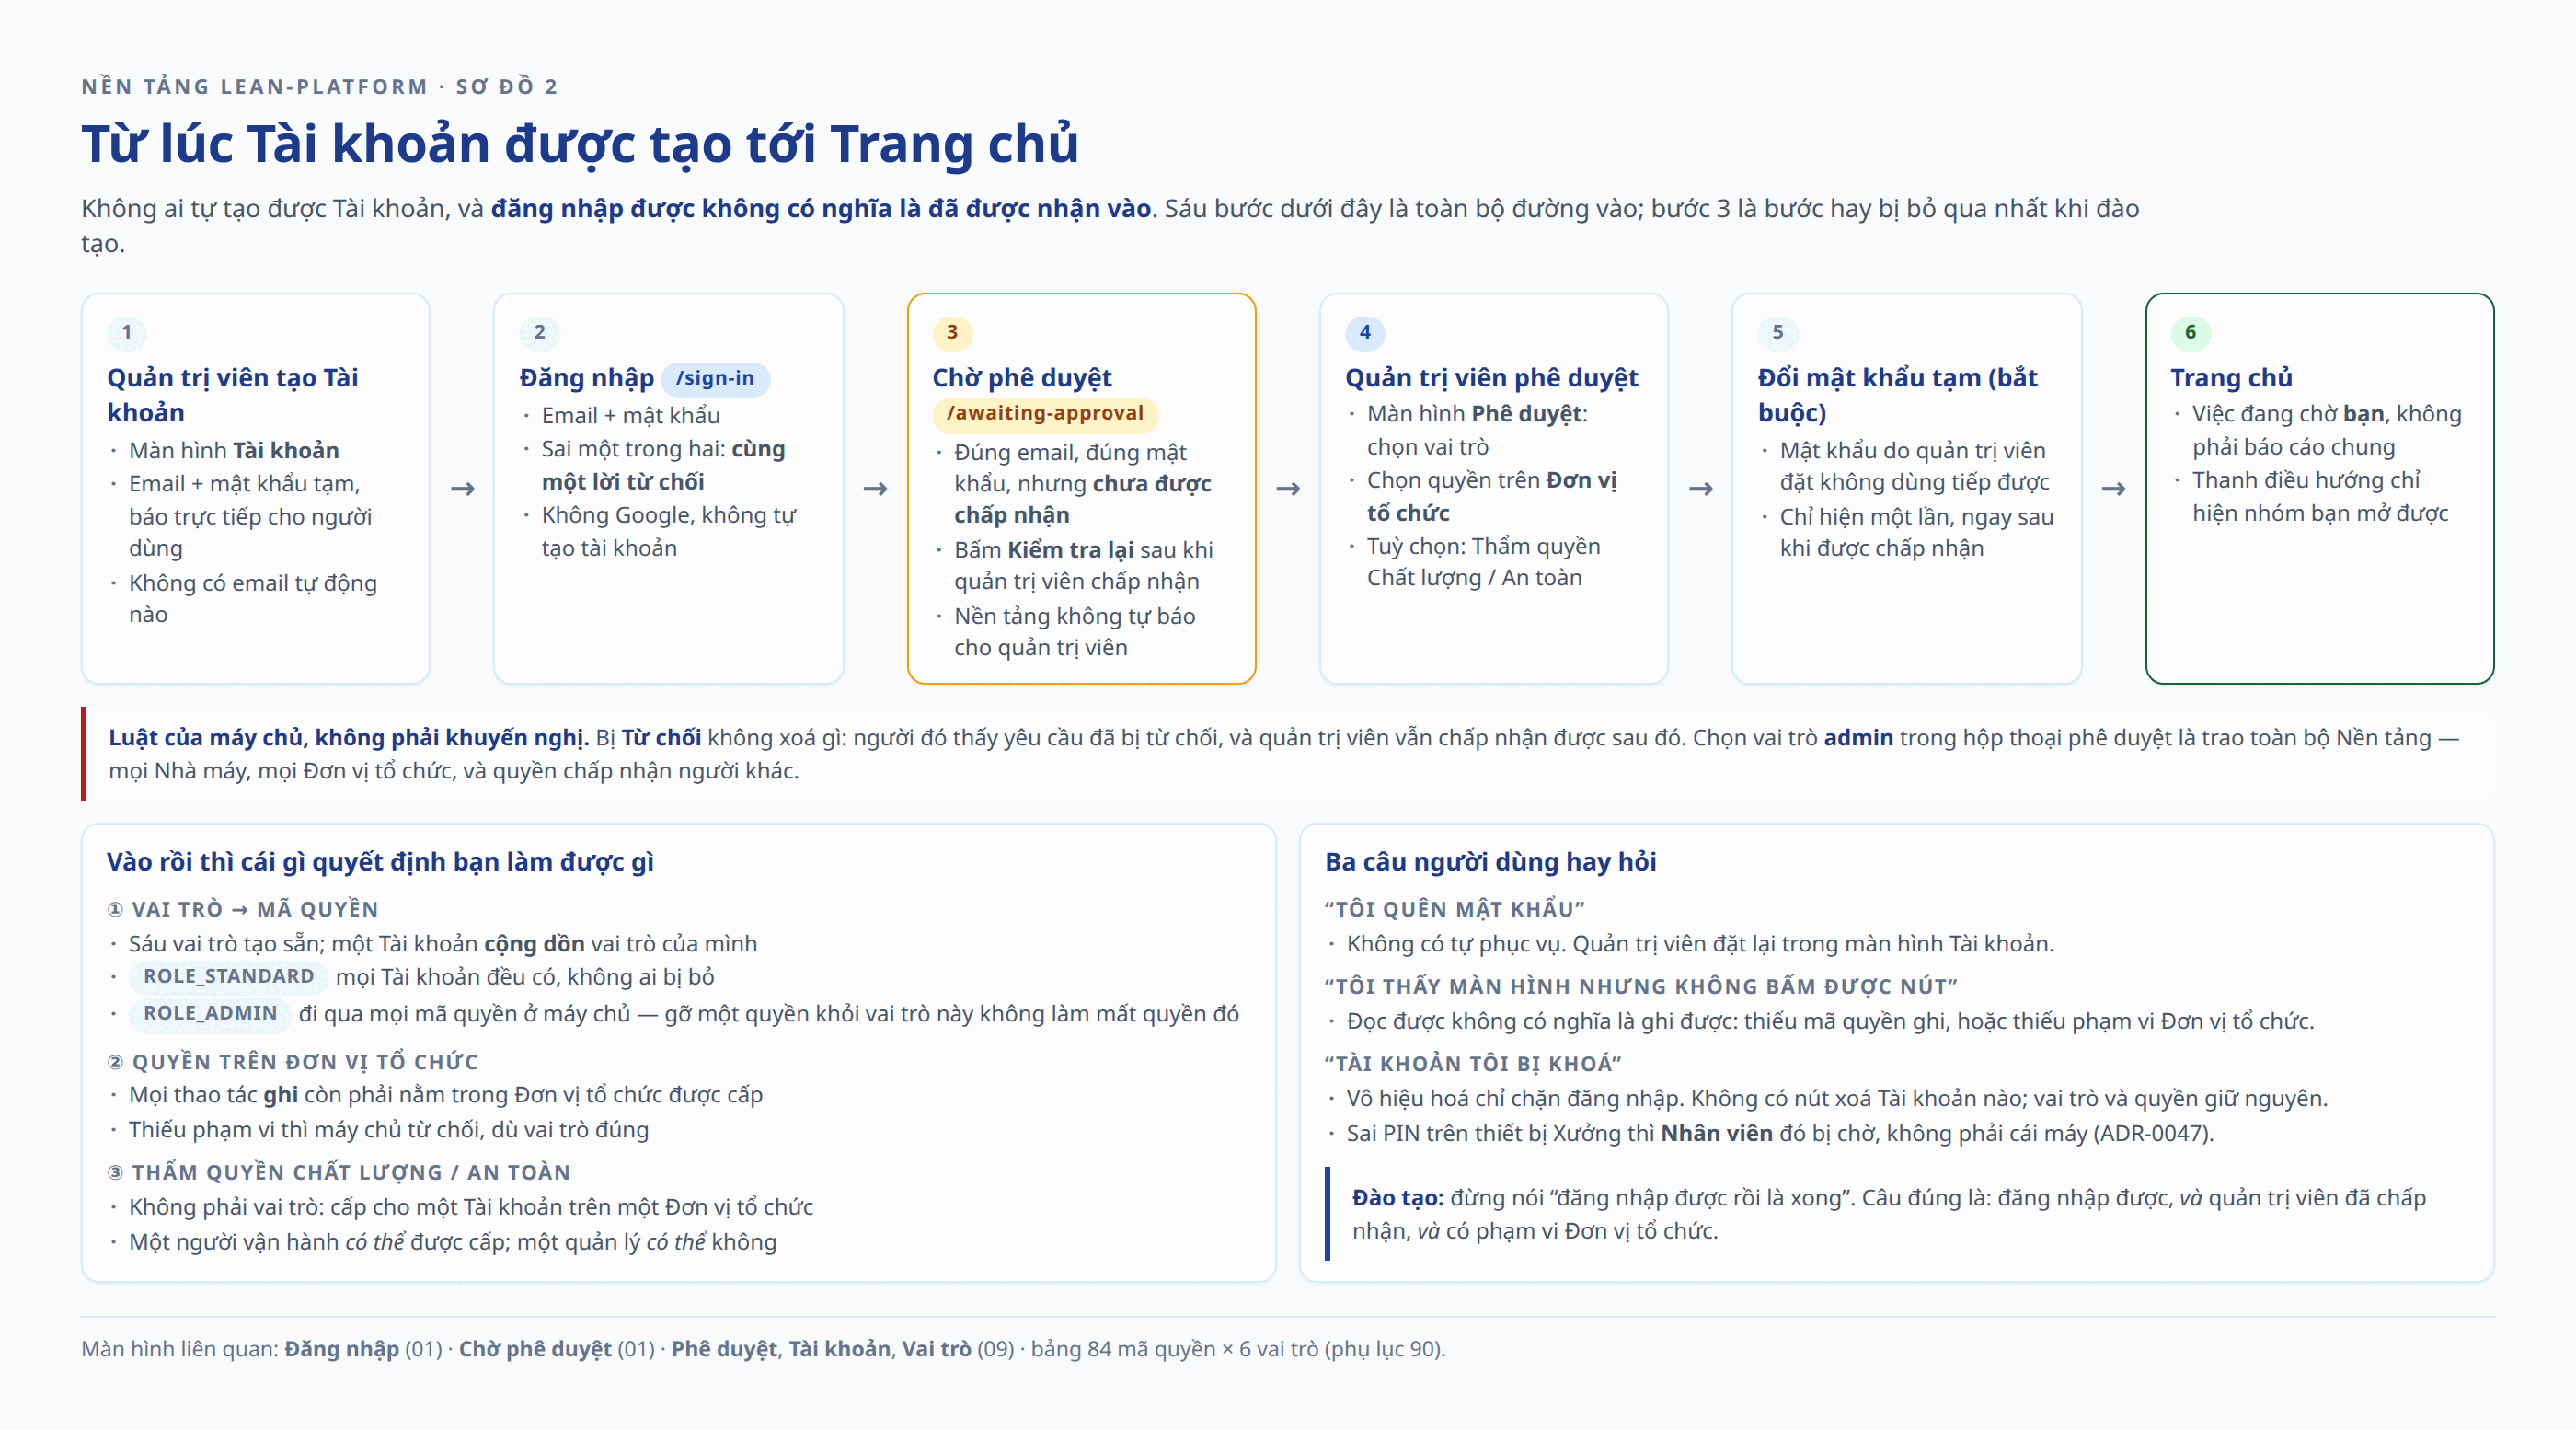 NỀN TẢNG LEAN-PLATFORM · SƠ ĐỒ 2
Từ lúc Tài khoản được tạo tới Trang chủ
Không ai tự tạo được Tài khoản, và đăng nhập được không có nghĩa là đã được nhận vào. Sáu bước dưới đây là toàn bộ đường vào; bước 3 là bước hay bị bỏ qua nhất khi đào
tạo.
1
Quản trị viên tạo Tài
khoản
· Màn hình Tài khoản
· Email + mật khẩu tạm,
báo trực tiếp cho người
dùng
· Không có email tự động
nào
→
2
Đăng nhập /sign-in
· Email + mật khẩu
· Sai một trong hai: cùng
một lời từ chối
· Không Google, không tự
tạo tài khoản
→
3
Chờ phê duyệt
/awaiting-approval
· Đúng email, đúng mật
khẩu, nhưng chưa được
chấp nhận
· Bấm Kiểm tra lại sau khi
quản trị viên chấp nhận
· Nền tảng không tự báo
cho quản trị viên
→
4
Quản trị viên phê duyệt
· Màn hình Phê duyệt:
chọn vai trò
· Chọn quyền trên Đơn vị
tổ chức
· Tuỳ chọn: Thẩm quyền
Chất lượng / An toàn
→
5
Đổi mật khẩu tạm (bắt
buộc)
· Mật khẩu do quản trị viên
đặt không dùng tiếp được
· Chỉ hiện một lần, ngay sau
khi được chấp nhận
→
6
Trang chủ
· Việc đang chờ bạn, không
phải báo cáo chung
· Thanh điều hướng chỉ
hiện nhóm bạn mở được
Luật của máy chủ, không phải khuyến nghị. Bị Từ chối không xoá gì: người đó thấy yêu cầu đã bị từ chối, và quản trị viên vẫn chấp nhận được sau đó. Chọn vai trò admin trong hộp thoại phê duyệt là trao toàn bộ Nền tảng —
mọi Nhà máy, mọi Đơn vị tổ chức, và quyền chấp nhận người khác.
Vào rồi thì cái gì quyết định bạn làm được gì
① VAI TRÒ → MÃ QUYỀN
· Sáu vai trò tạo sẵn; một Tài khoản cộng dồn vai trò của mình
· ROLE_STANDARD mọi Tài khoản đều có, không ai bị bỏ
· ROLE_ADMIN đi qua mọi mã quyền ở máy chủ — gỡ một quyền khỏi vai trò này không làm mất quyền đó
② QUYỀN TRÊN ĐƠN VỊ TỔ CHỨC
· Mọi thao tác ghi còn phải nằm trong Đơn vị tổ chức được cấp
· Thiếu phạm vi thì máy chủ từ chối, dù vai trò đúng
③ THẨM QUYỀN CHẤT LƯỢNG / AN TOÀN
· Không phải vai trò: cấp cho một Tài khoản trên một Đơn vị tổ chức
· Một người vận hành có thể được cấp; một quản lý có thể không
Ba câu người dùng hay hỏi
“TÔI QUÊN MẬT KHẨU”
· Không có tự phục vụ. Quản trị viên đặt lại trong màn hình Tài khoản.
“TÔI THẤY MÀN HÌNH NHƯNG KHÔNG BẤM ĐƯỢC NÚT”
· Đọc được không có nghĩa là ghi được: thiếu mã quyền ghi, hoặc thiếu phạm vi Đơn vị tổ chức.
“TÀI KHOẢN TÔI BỊ KHOÁ”
· Vô hiệu hoá chỉ chặn đăng nhập. Không có nút xoá Tài khoản nào; vai trò và quyền giữ nguyên.
· Sai PIN trên thiết bị Xưởng thì Nhân viên đó bị chờ, không phải cái máy (ADR-0047).
Đào tạo: đừng nói “đăng nhập được rồi là xong”. Câu đúng là: đăng nhập được, và quản trị viên đã chấp
nhận, và có phạm vi Đơn vị tổ chức.
Màn hình liên quan: Đăng nhập (01) · Chờ phê duyệt (01) · Phê duyệt, Tài khoản, Vai trò (09) · bảng 84 mã quyền × 6 vai trò (phụ lục 90).